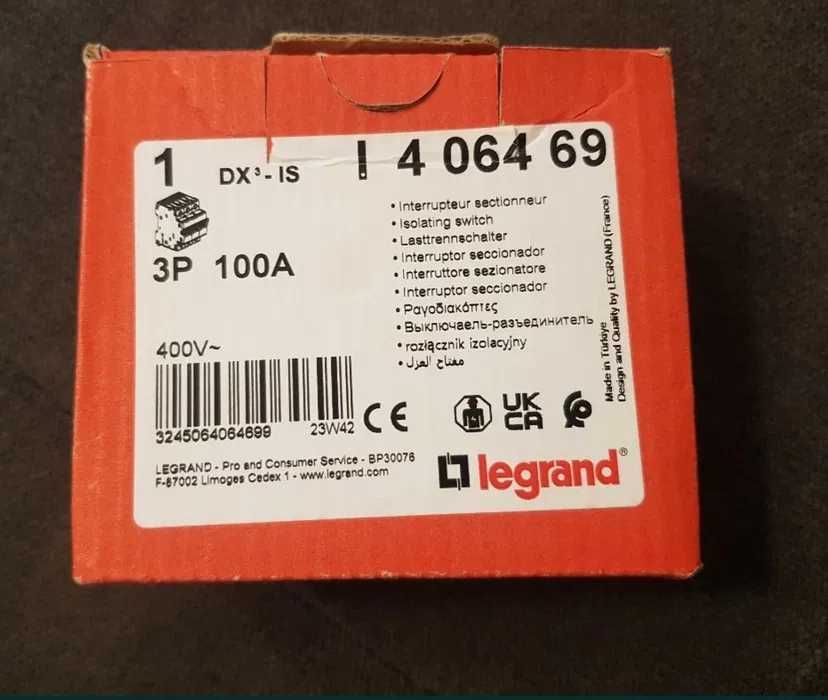 1 DX³ - IS 4 064 69
3P 100A
400V~
3245064064699 23W42
• Interrupteur sectionneur
• Isolating switch
• Lasttrennschalter
• Interruptor seccionador
• Interruttore sezionatore
• Interruptor seccionador
• Ραγοδιακόπτες
• Выключаель-разъединитель
• rozłącznik izolacyjny
• مفتاح العزل
Made in Türkiye
Design and Quality by LEGRAND (France)
CE
UK
CA
LEGRAND - Pro and Consumer Service - BP30076
F-87002 Limoges Cedex 1 - www.legrand.com
legrand®